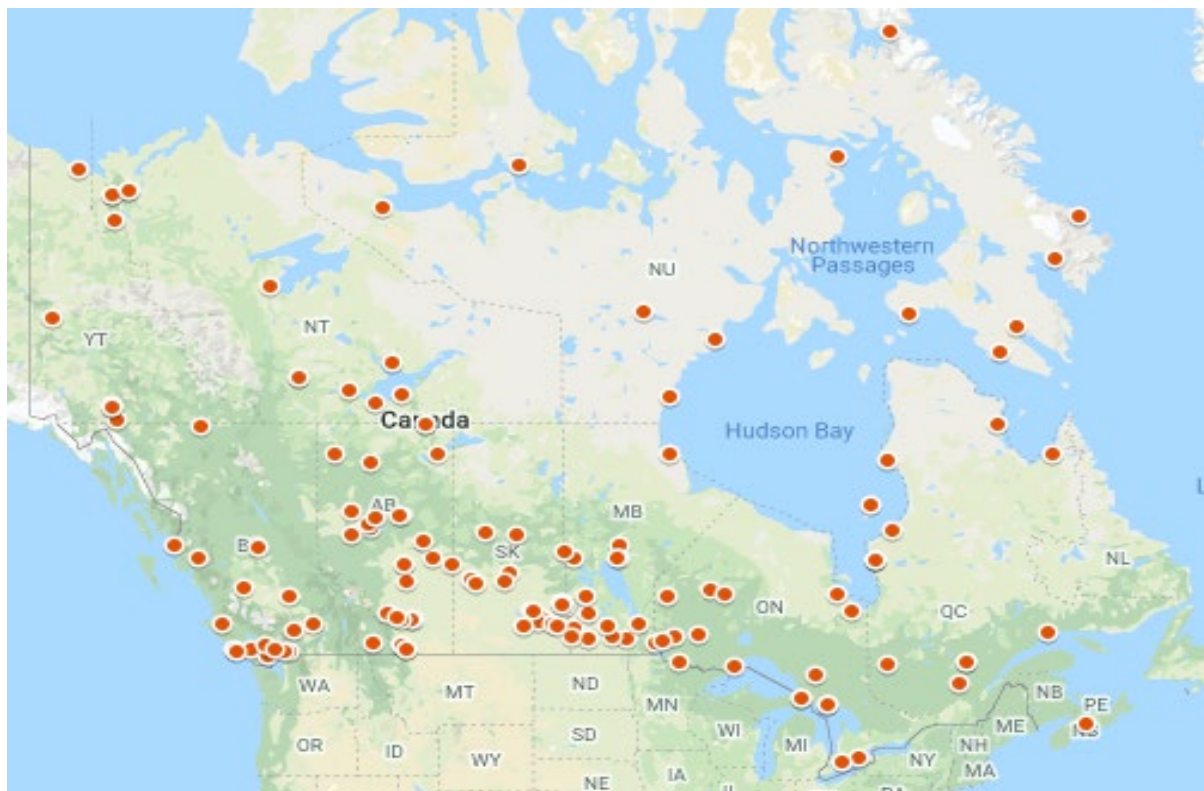 Northwestern
Passages
NU
NT
YT
Canada
Hudson Bay
AB
MB
B
SK
NL
ON
QC
WA
MT
ND
MN
NB
PE
OR
ID
SD
WI
MI
ME
WY
NY
NH
NE
IA
MA